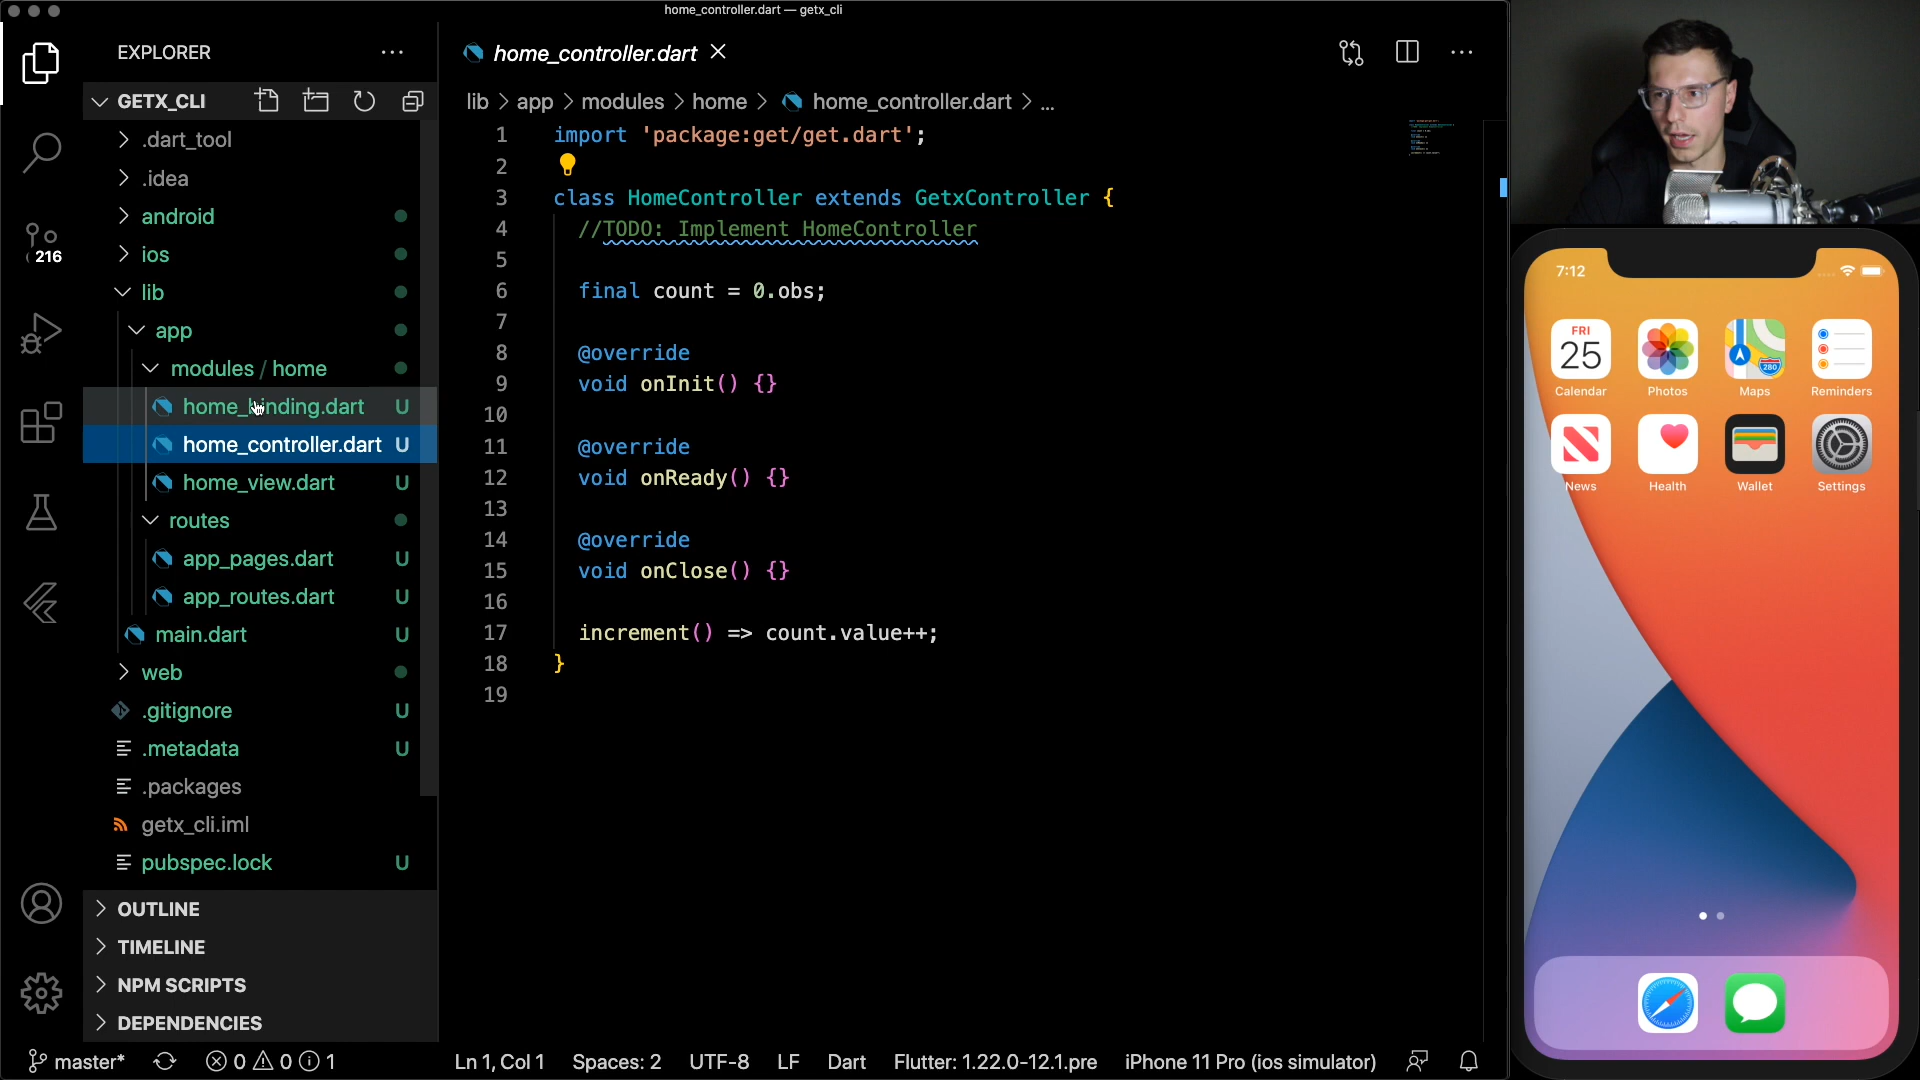 home_controller.dart — getx_cli
EXPLORER
GETX_CLI
.dart_tool
.idea
android
ios
lib
app
modules / home
home_binding.dart U
home_controller.dart U
home_view.dart U
routes
app_pages.dart U
app_routes.dart U
main.dart U
web
.gitignore U
.metadata U
.packages
getx_cli.iml
pubspec.lock U
OUTLINE
TIMELINE
NPM SCRIPTS
DEPENDENCIES
216
home_controller.dart
lib > app > modules > home > home_controller.dart > ...
1 import 'package:get/get.dart';
2
3 class HomeController extends GetxController {
4 //TODO: Implement HomeController
5
6 final count = 0.obs;
7
8 @override
9 void onInit() {}
10
11 @override
12 void onReady() {}
13
14 @override
15 void onClose() {}
16
17 increment() => count.value++;
18 }
19
master* 0 0 1 Ln 1, Col 1 Spaces: 2 UTF-8 LF Dart Flutter: 1.22.0-12.1.pre iPhone 11 Pro (ios simulator)
7:12
FRI
25
280
Calendar Photos Maps Reminders
News Health Wallet Settings